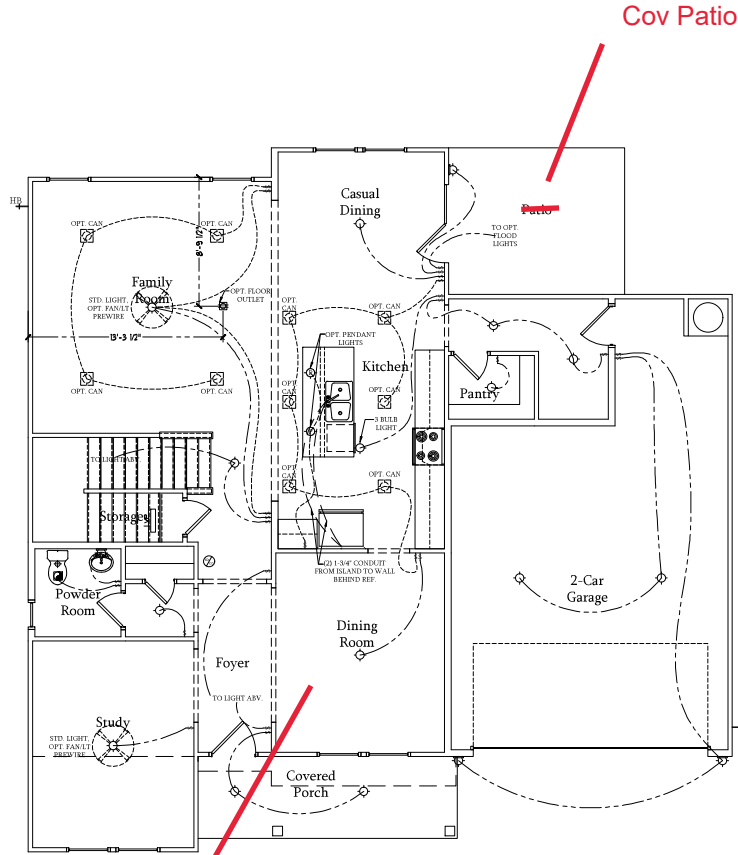 Cov Patio
HB
Casual
Dining
Patio
TO OPT.
FLOOD
LIGHTS
OPT. CAN
OPT. CAN
8'-9 1/2"
Family
Room
STD. LIGHT,
OPT. FAN/LT
PREWIRE
OPT. FLOOR
OUTLET
13'-3 1/2"
OPT. CAN
OPT. CAN
OPT.
CAN
OPT. CAN
OPT. PENDANT
LIGHTS
Kitchen
OPT.
CAN
OPT. CAN
Pantry
3 BULB
LIGHT
TO LIGHT ABV.
OPT.
CAN
OPT. CAN
Storage
(2) 1-3/4" CONDUIT
FROM ISLAND TO WALL
BEHIND REF.
Powder
Room
2-Car
Garage
Dining
Room
Foyer
TO LIGHT ABV.
Study
STD. LIGHT,
OPT. FAN/LT
PREWIRE
Covered
Porch